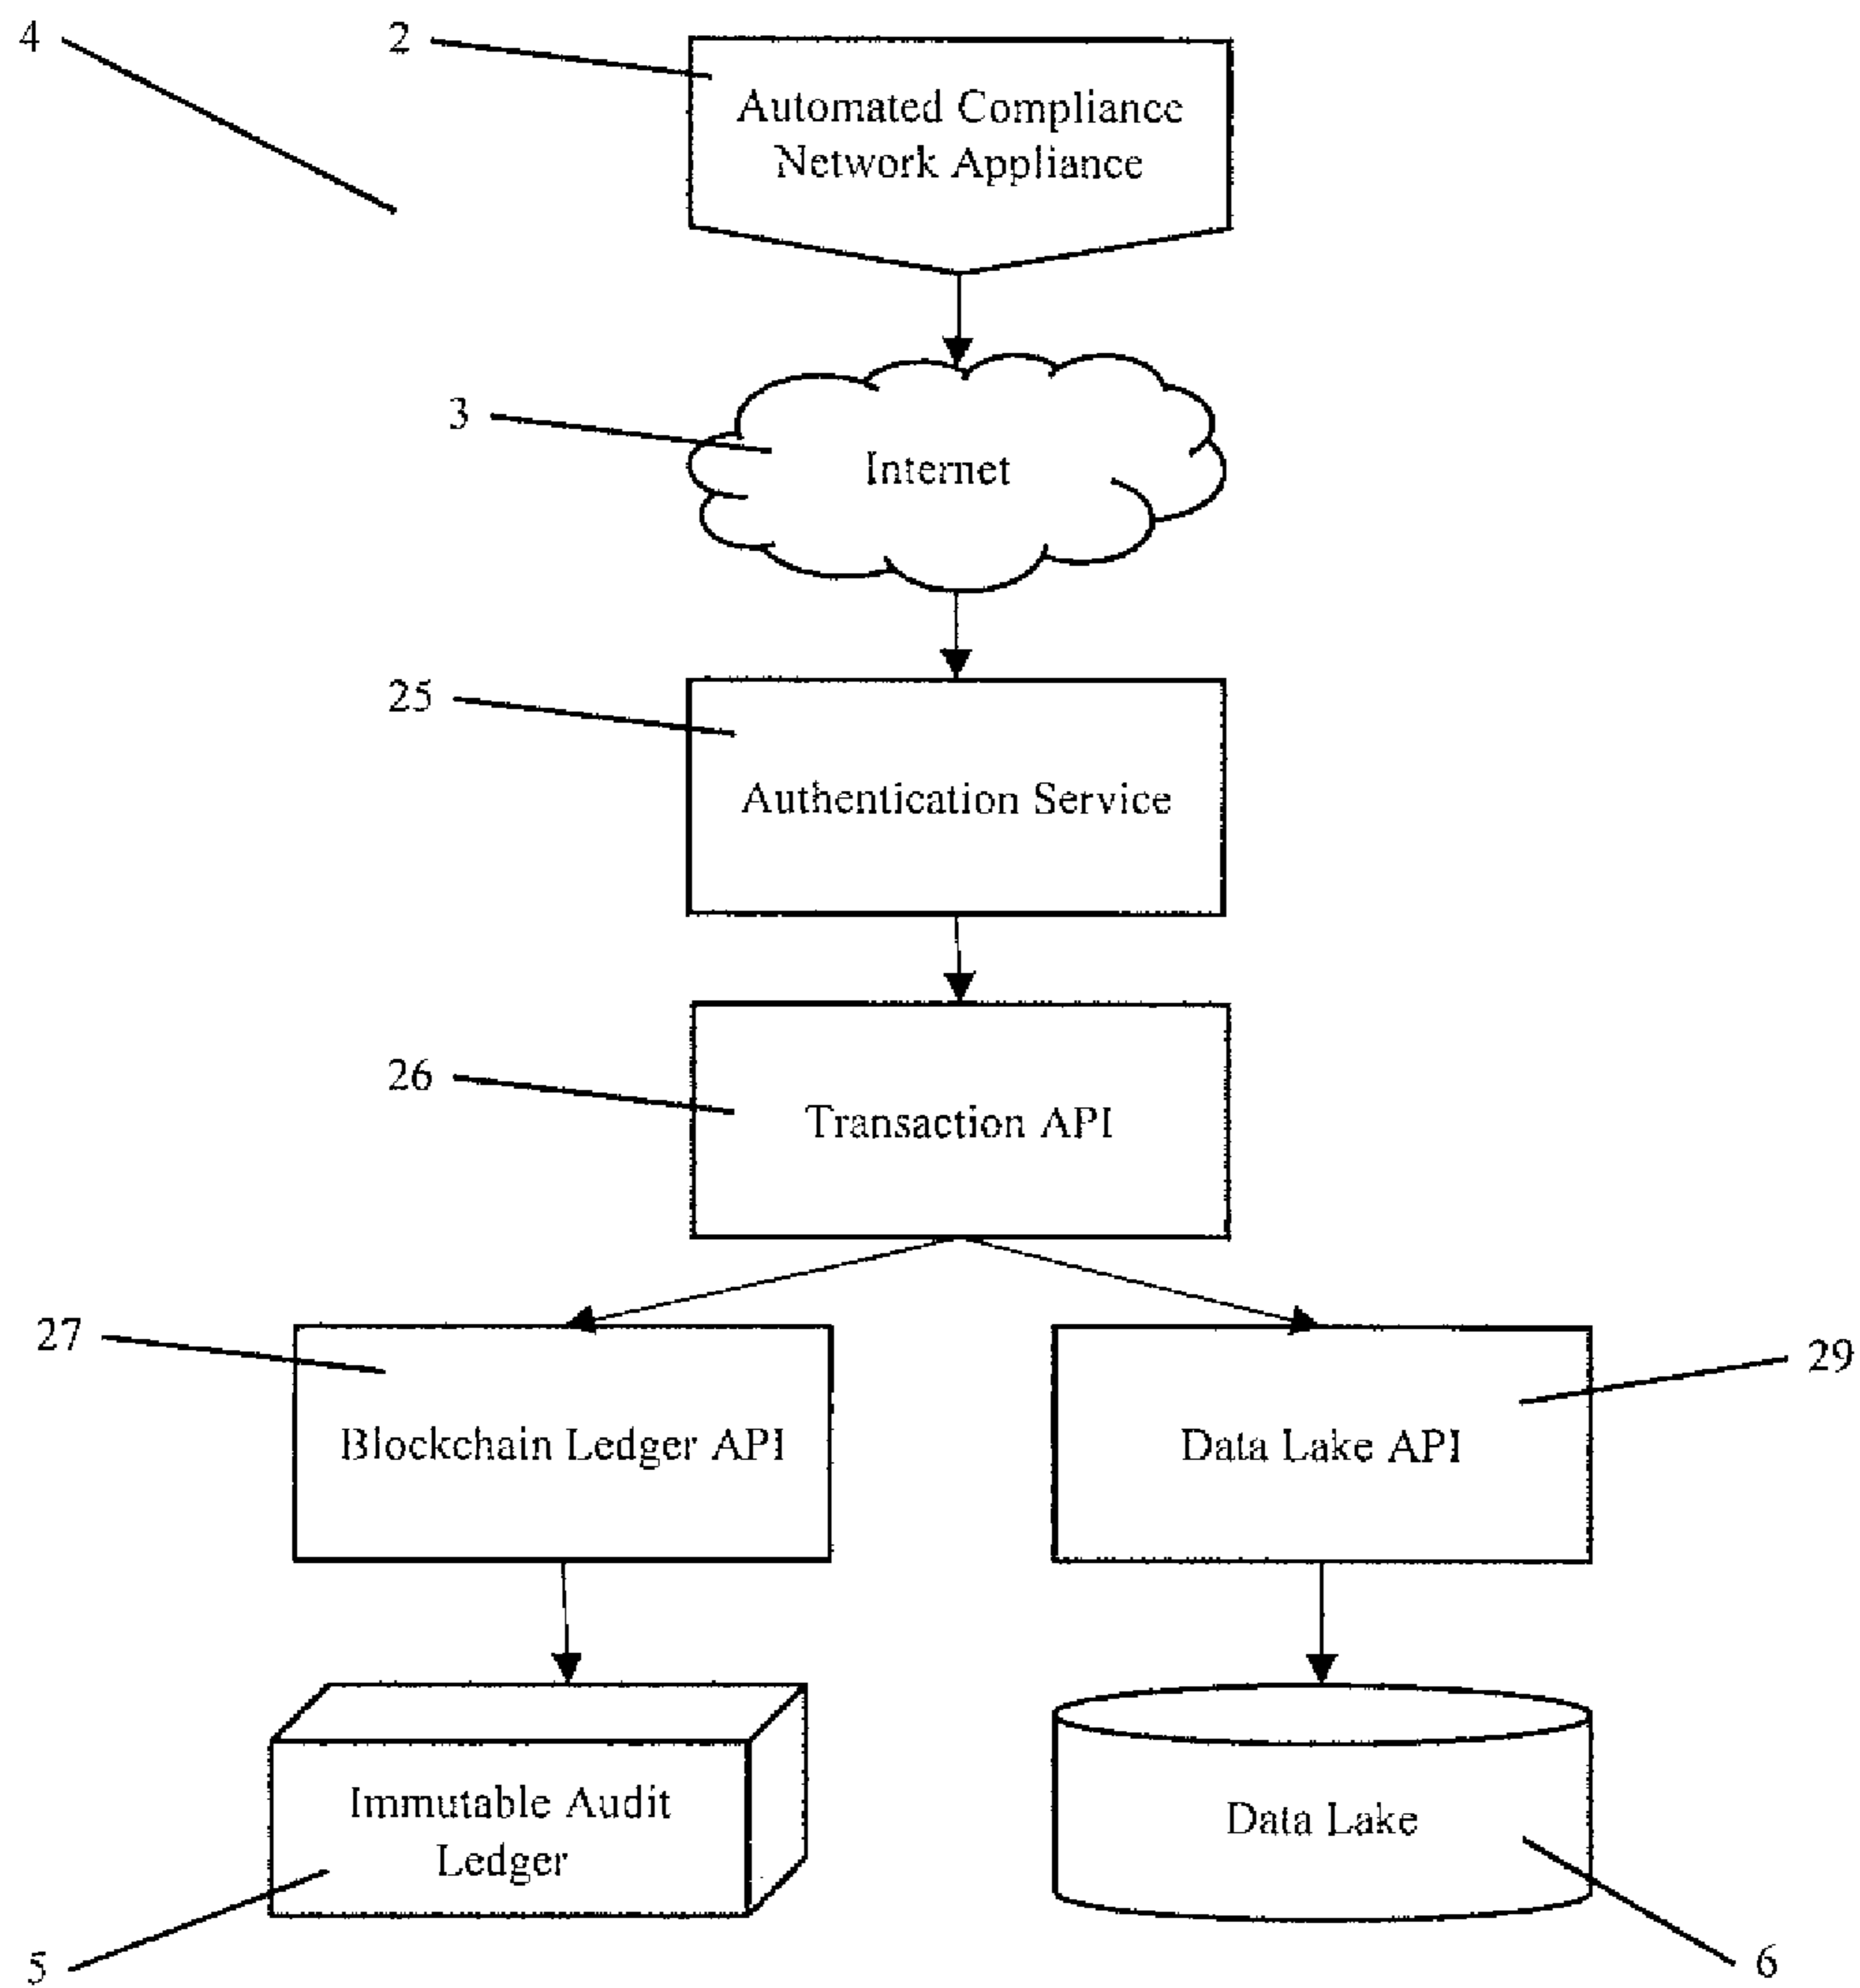 4
2
Automated Compliance
Network Appliance
3
Internet
25
Authentication Service
26
Transaction API
27
29
Blockchain Ledger API
Data Lake API
Immutable Audit
Ledger
Data Lake
5
6